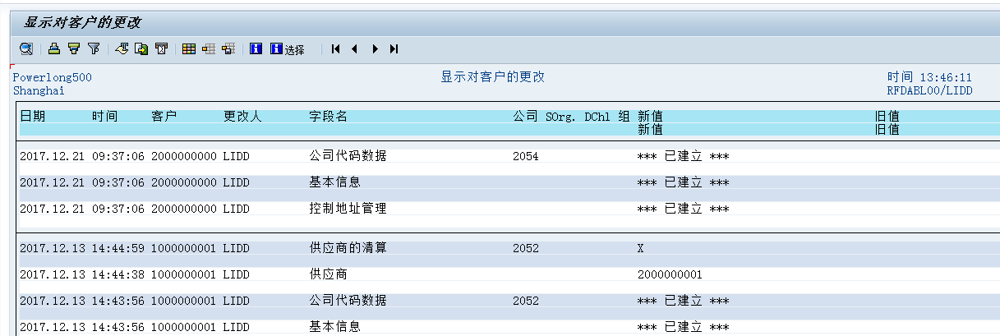 显示对客户的更改
选择
Powerlong500 显示对客户的更改 时间 13:46:11
Shanghai RFDABL00/LIDD
日期 时间 客户 更改人 字段名 公司 SOrg. DChl 组 新值 旧值
新值 旧值
2017.12.21 09:37:06 2000000000 LIDD 公司代码数据 2054 *** 已建立 ***
2017.12.21 09:37:06 2000000000 LIDD 基本信息 *** 已建立 ***
2017.12.21 09:37:06 2000000000 LIDD 控制地址管理 *** 已建立 ***
2017.12.13 14:44:59 1000000001 LIDD 供应商的清算 2052 X
2017.12.13 14:44:38 1000000001 LIDD 供应商 2000000001
2017.12.13 14:43:56 1000000001 LIDD 公司代码数据 2052 *** 已建立 ***
2017.12.13 14:43:56 1000000001 LIDD 基本信息 *** 已建立 ***